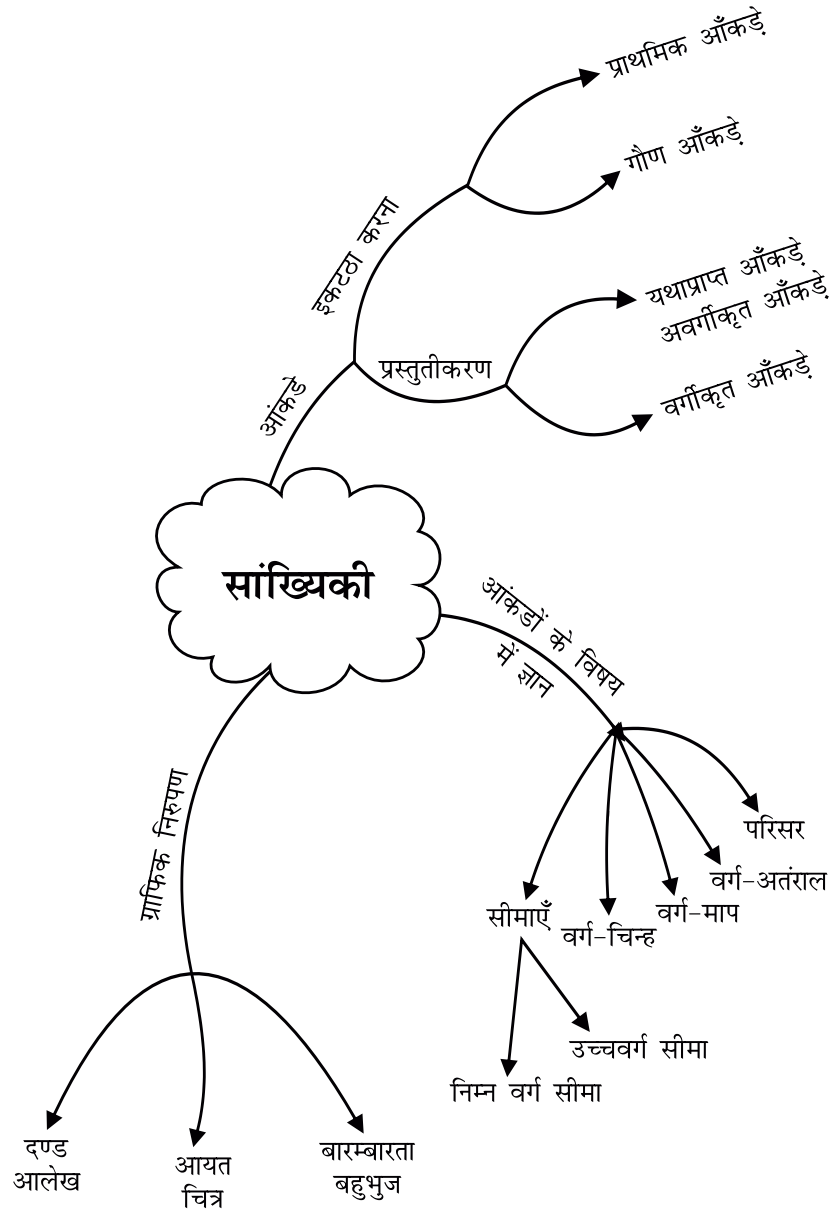 प्राथमिक आँकड़े
गौण आँकड़े
इकटठा करना
यथाप्राप्त आँकड़े
अवर्गीकृत आँकड़े
प्रस्तुतीकरण
वर्गीकृत आँकड़े
आंकडे
सांख्यिकी
आंकडों के विषय
में ज्ञान
ग्राफिक निरुपण
परिसर
वर्ग-अतंराल
वर्ग-माप
सीमाएँ
वर्ग-चिन्ह
उच्चवर्ग सीमा
निम्न वर्ग सीमा
दण्ड
आलेख
आयत
चित्र
बारम्बारता
बहुभुज